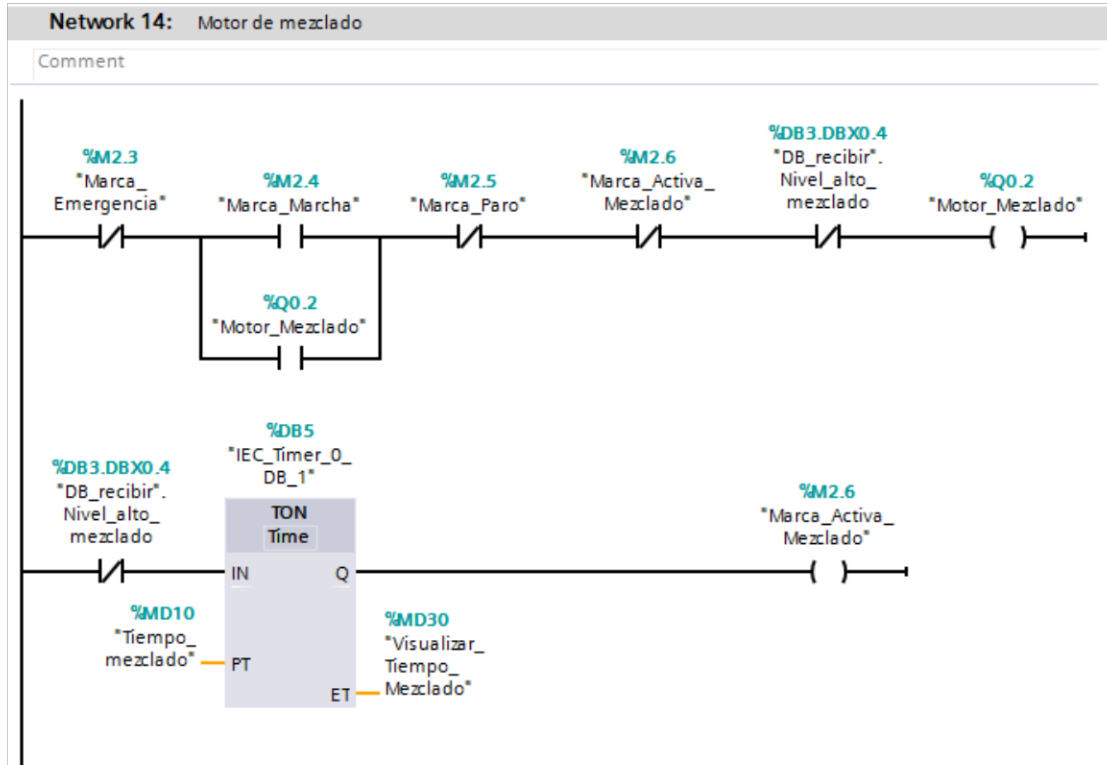 Network 14: Motor de mezclado
Comment
%M2.3
"Marca_
Emergencia"
%M2.4
"Marca_Marcha"
%M2.5
"Marca_Paro"
%M2.6
"Marca_Activa_
Mezclado"
%DB3.DBX0.4
"DB_recibir".
Nivel_alto_
mezclado
%Q0.2
"Motor_Mezclado"
%Q0.2
"Motor_Mezclado"
%DB3.DBX0.4
"DB_recibir".
Nivel_alto_
mezclado
%DB5
"IEC_Timer_0_
DB_1"
TON
Time
IN
Q
%M2.6
"Marca_Activa_
Mezclado"
%MD10
"Tiempo_
mezclado"
PT
ET
%MD30
"Visualizar_
Tiempo_
Mezclado"